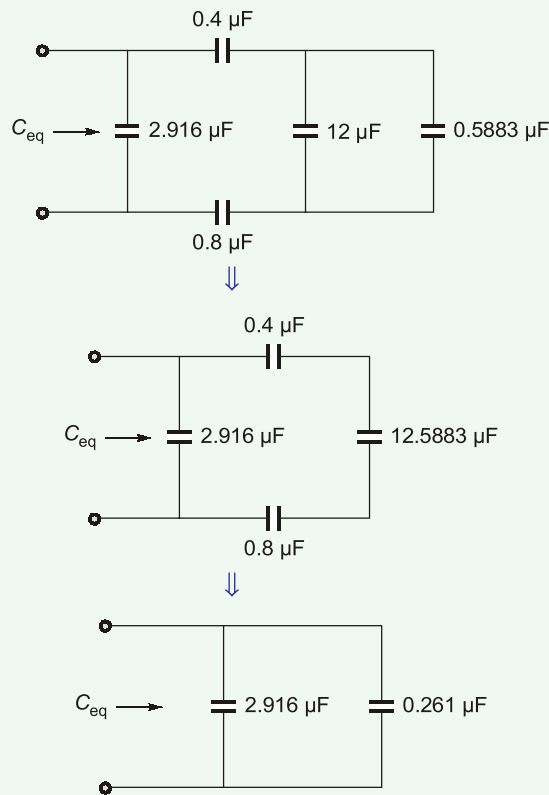 0.4 µF
C_eq 2.916 µF 12 µF 0.5883 µF
0.8 µF
⇓
0.4 µF
C_eq 2.916 µF 12.5883 µF
0.8 µF
⇓
C_eq 2.916 µF 0.261 µF